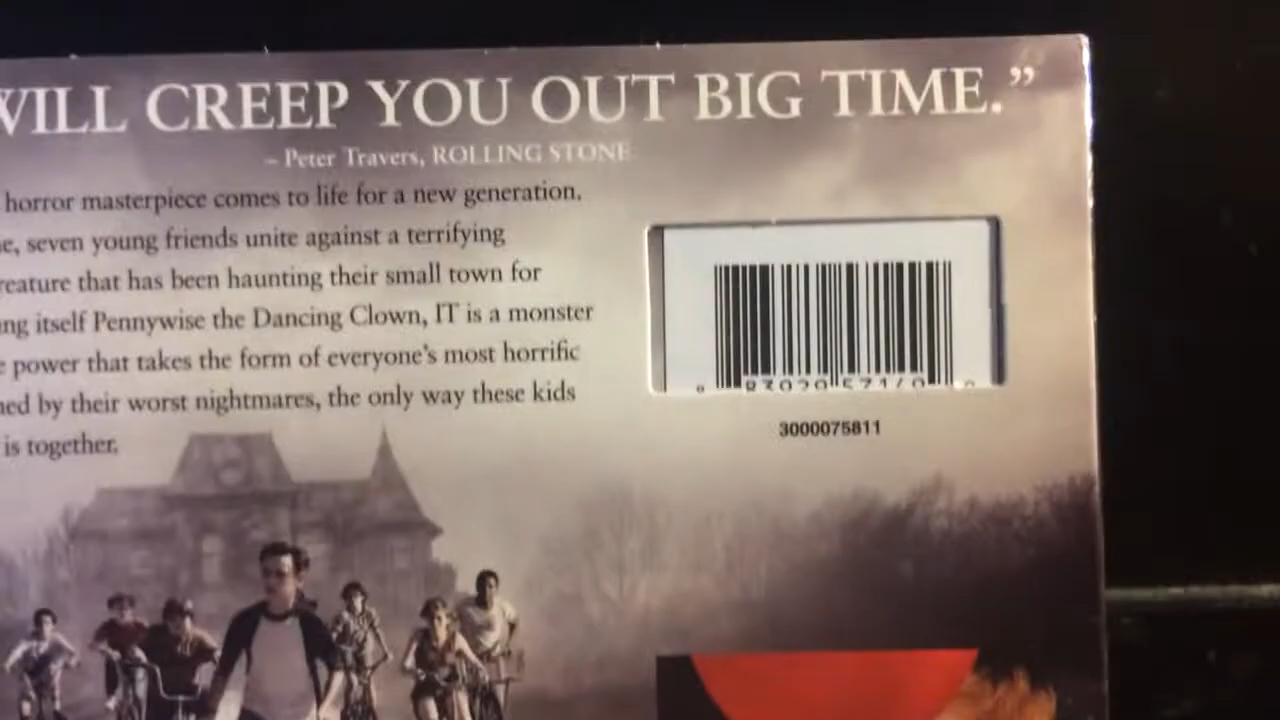 WILL CREEP YOU OUT BIG TIME.”
– Peter Travers, ROLLING STONE
horror masterpiece comes to life for a new generation.
seven young friends unite against a terrifying
that has been haunting their small town for
itself Pennywise the Dancing Clown, IT is a monster
power that takes the form of everyone's most horrific
by their worst nightmares, the only way these kids
is together.
3000075811